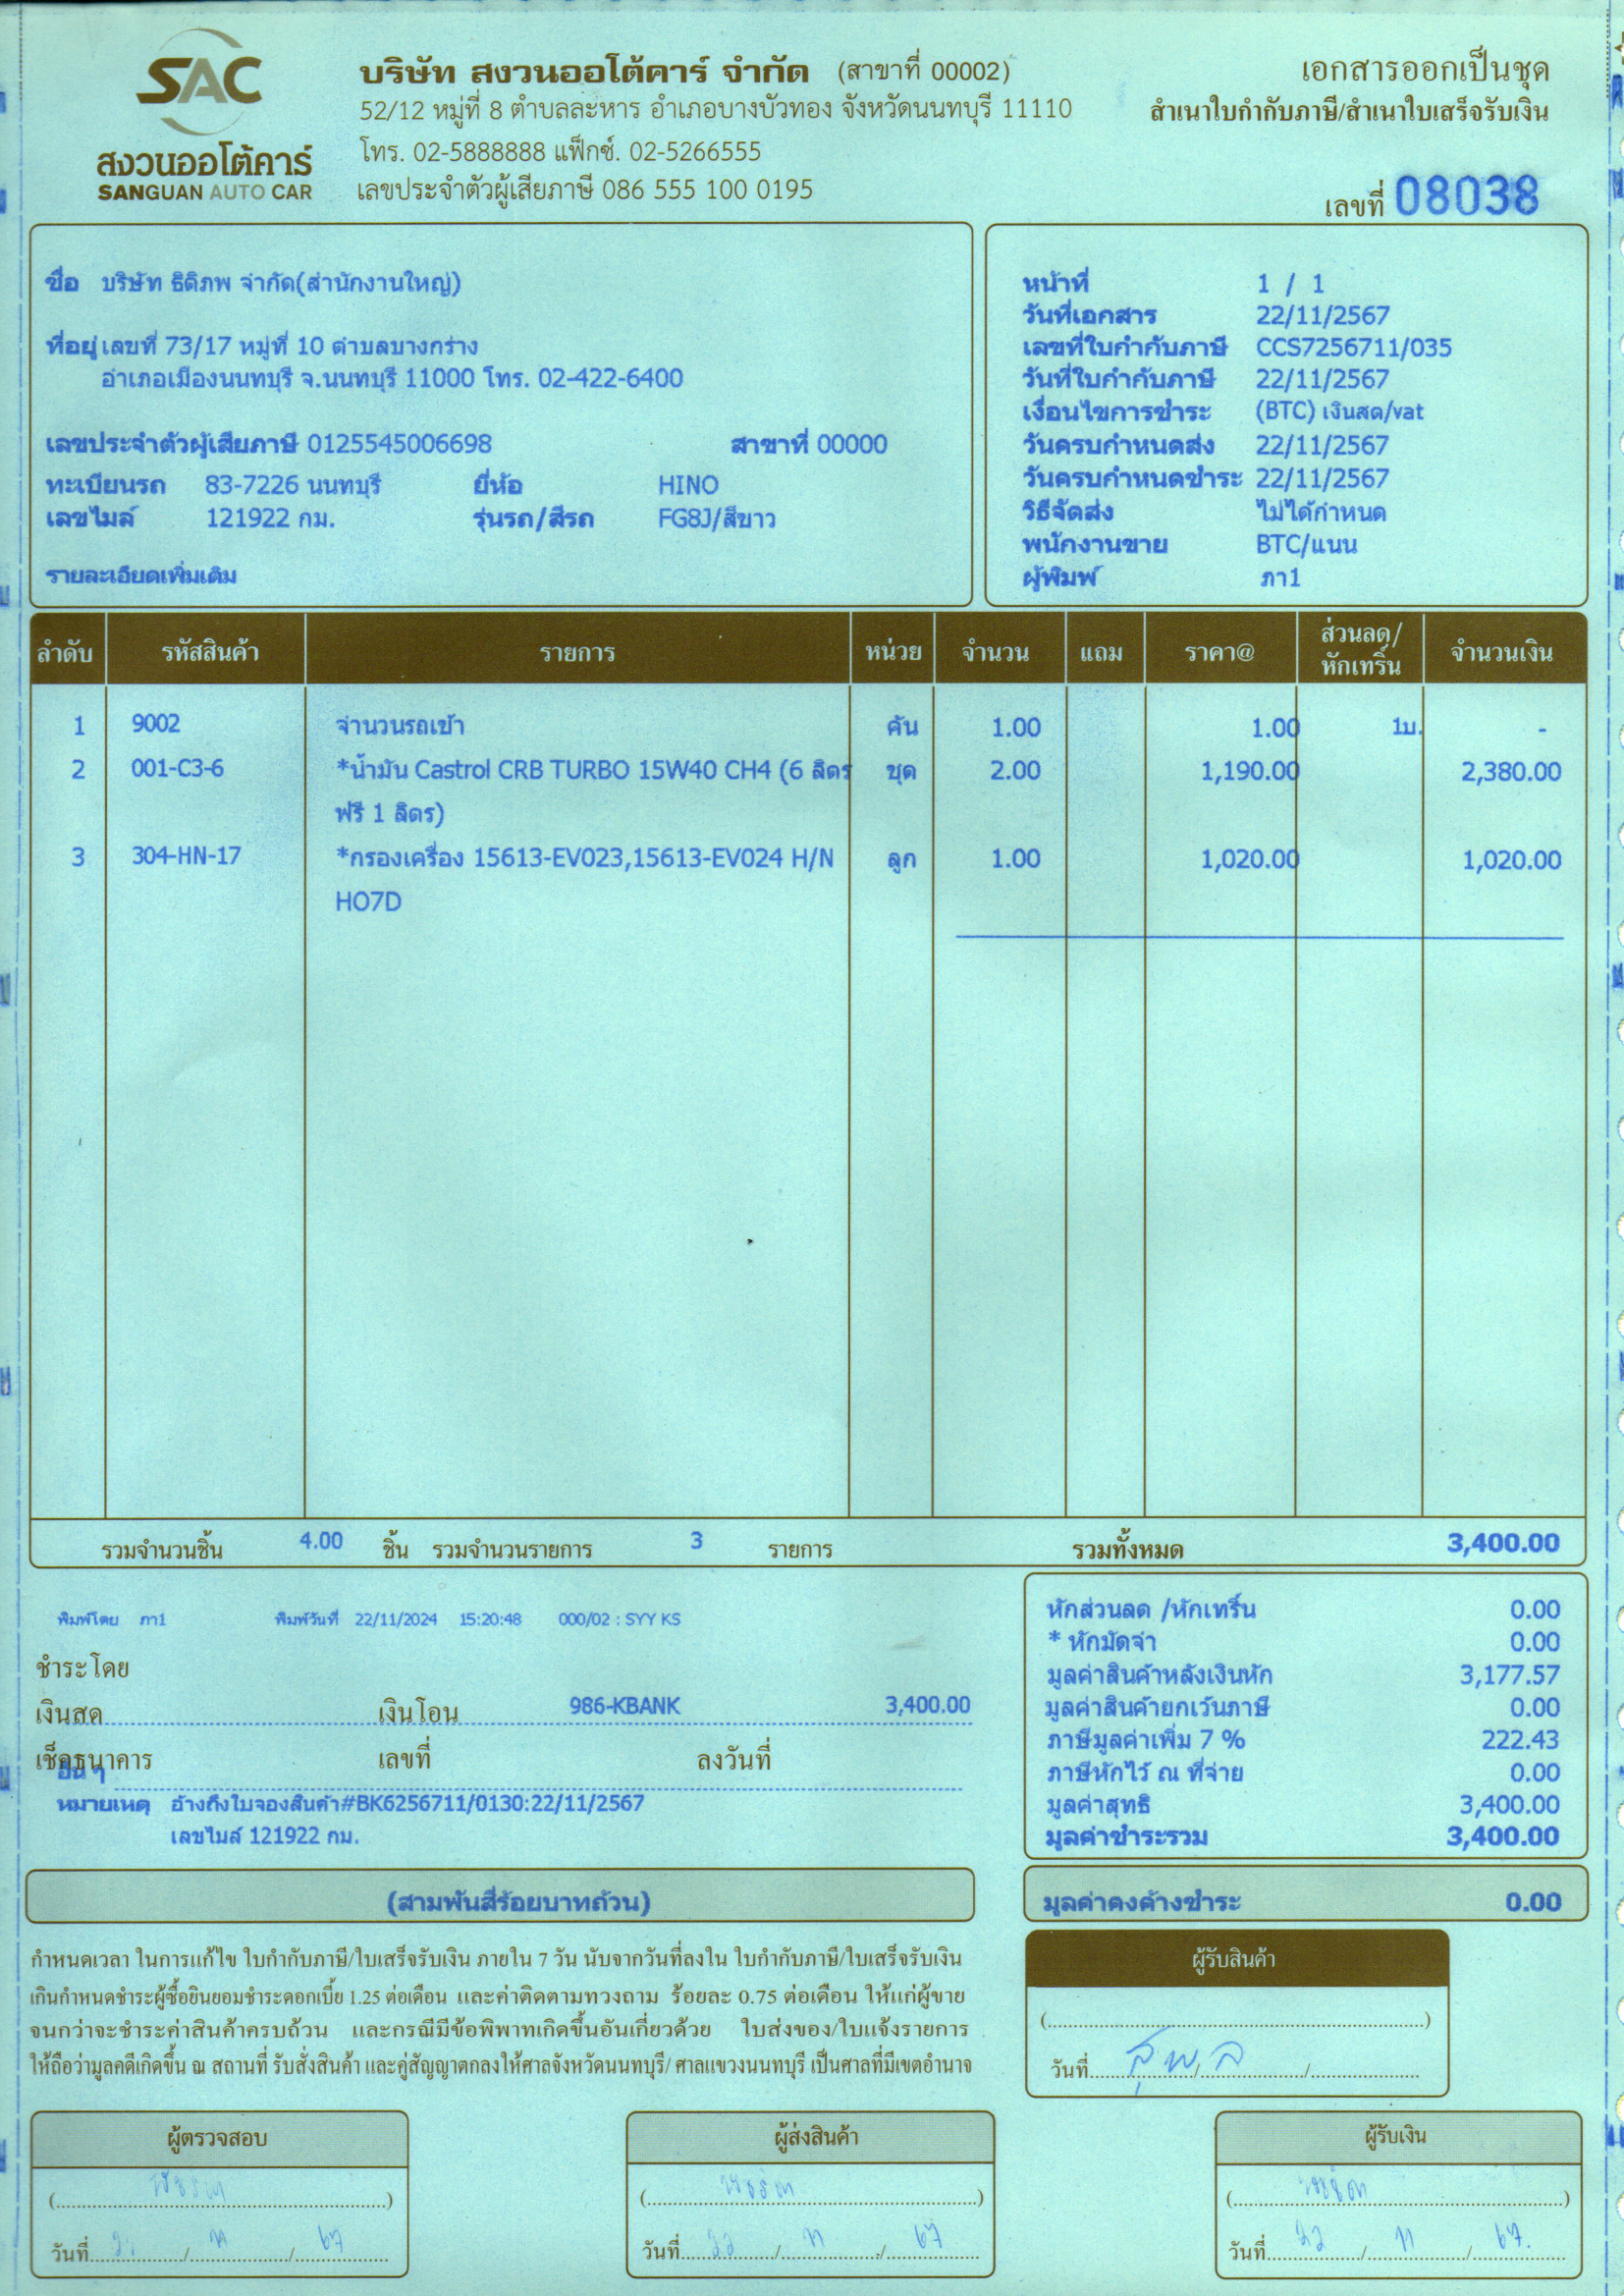 SAC
สงวนออโต้คาร์
SANGUAN AUTO CAR
บริษัท สงวนออโต้คาร์ จำกัด (สาขาที่ 00002)
52/12 หมู่ที่ 8 ตำบลละหาร อำเภอบางบัวทอง จังหวัดนนทบุรี 11110
โทร. 02-5888888 แฟ็กซ์. 02-5266555
เลขประจำตัวผู้เสียภาษี 086 555 100 0195
เอกสารออกเป็นชุด
สำเนาใบกำกับภาษี/สำเนาใบเสร็จรับเงิน
เลขที่ 08038
ชื่อ บริษัท ธิติภพ จำกัด(สำนักงานใหญ่)
ที่อยู่ เลขที่ 73/17 หมู่ที่ 10 ตำบลบางกร่าง
อำเภอเมืองนนทบุรี จ.นนทบุรี 11000 โทร. 02-422-6400
เลขประจำตัวผู้เสียภาษี 0125545006698 สาขาที่ 00000
ทะเบียนรถ 83-7226 นนทบุรี ยี่ห้อ HINO
เลขไมล์ 121922 กม. รุ่นรถ/สีรถ FG8J/สีขาว
รายละเอียดเพิ่มเติม
หน้าที่ 1 / 1
วันที่เอกสาร 22/11/2567
เลขที่ใบกำกับภาษี CCS7256711/035
วันที่ใบกำกับภาษี 22/11/2567
เงื่อนไขการชำระ (BTC) เงินสด/vat
วันครบกำหนดส่ง 22/11/2567
วันครบกำหนดชำระ 22/11/2567
วิธีจัดส่ง ไม่ได้กำหนด
พนักงานขาย BTC/แนน
ผู้พิมพ์ ภา1
ลำดับ รหัสสินค้า รายการ หน่วย จำนวน แถม ราคา@ ส่วนลด/หักเทริ์น จำนวนเงิน
1 9002 จำนวนรถเข้า คัน 1.00 1.00 1บ. -
2 001-C3-6 *น้ำมัน Castrol CRB TURBO 15W40 CH4 (6 ลิตร ชุด 2.00 1,190.00 2,380.00
ฟรี 1 ลิตร)
3 304-HN-17 *กรองเครื่อง 15613-EV023,15613-EV024 H/N ลูก 1.00 1,020.00 1,020.00
HO7D
รวมจำนวนชิ้น 4.00 ชิ้น รวมจำนวนรายการ 3 รายการ รวมทั้งหมด 3,400.00
พิมพ์โดย ภา1 พิมพ์วันที่ 22/11/2024 15:20:48 000/02 : SYY KS
ชำระโดย
เงินสด เงินโอน 986-KBANK 3,400.00
เช็คธนาคาร เลขที่ ลงวันที่
อื่น ๆ
หมายเหตุ อ้างถึงใบจองสินค้า#BK6256711/0130:22/11/2567
เลขไมล์ 121922 กม.
หักส่วนลด /หักเทริ์น 0.00
* หักมัดจำ 0.00
มูลค่าสินค้าหลังเงินหัก 3,177.57
มูลค่าสินค้ายกเว้นภาษี 0.00
ภาษีมูลค่าเพิ่ม 7 % 222.43
ภาษีหักไว้ ณ ที่จ่าย 0.00
มูลค่าสุทธิ 3,400.00
มูลค่าชำระรวม 3,400.00
(สามพันสี่ร้อยบาทถ้วน)
มูลค่าคงค้างชำระ 0.00
กำหนดเวลา ในการแก้ไข ใบกำกับภาษี/ใบเสร็จรับเงิน ภายใน 7 วัน นับจากวันที่ลงใน ใบกำกับภาษี/ใบเสร็จรับเงิน
เกินกำหนดชำระผู้ซื้อยินยอมชำระดอกเบี้ย 1.25 ต่อเดือน และค่าติดตามทวงถาม ร้อยละ 0.75 ต่อเดือน ให้แก่ผู้ขาย
จนกว่าจะชำระค่าสินค้าครบถ้วน และกรณีมีข้อพิพาทเกิดขึ้นอันเกี่ยวด้วย ใบส่งของ/ใบแจ้งรายการ
ให้ถือว่ามูลคดีเกิดขึ้น ณ สถานที่ รับสั่งสินค้า และคู่สัญญาตกลงให้ศาลจังหวัดนนทบุรี/ ศาลแขวงนนทบุรี เป็นศาลที่มีเขตอำนาจ
ผู้รับสินค้า
(..........)
วันที่ สุพล
ผู้ตรวจสอบ ผู้ส่งสินค้า ผู้รับเงิน
วันที่ 22 / 11 / 67 วันที่ 22 / 11 / 67 วันที่ 22 / 11 / 67.